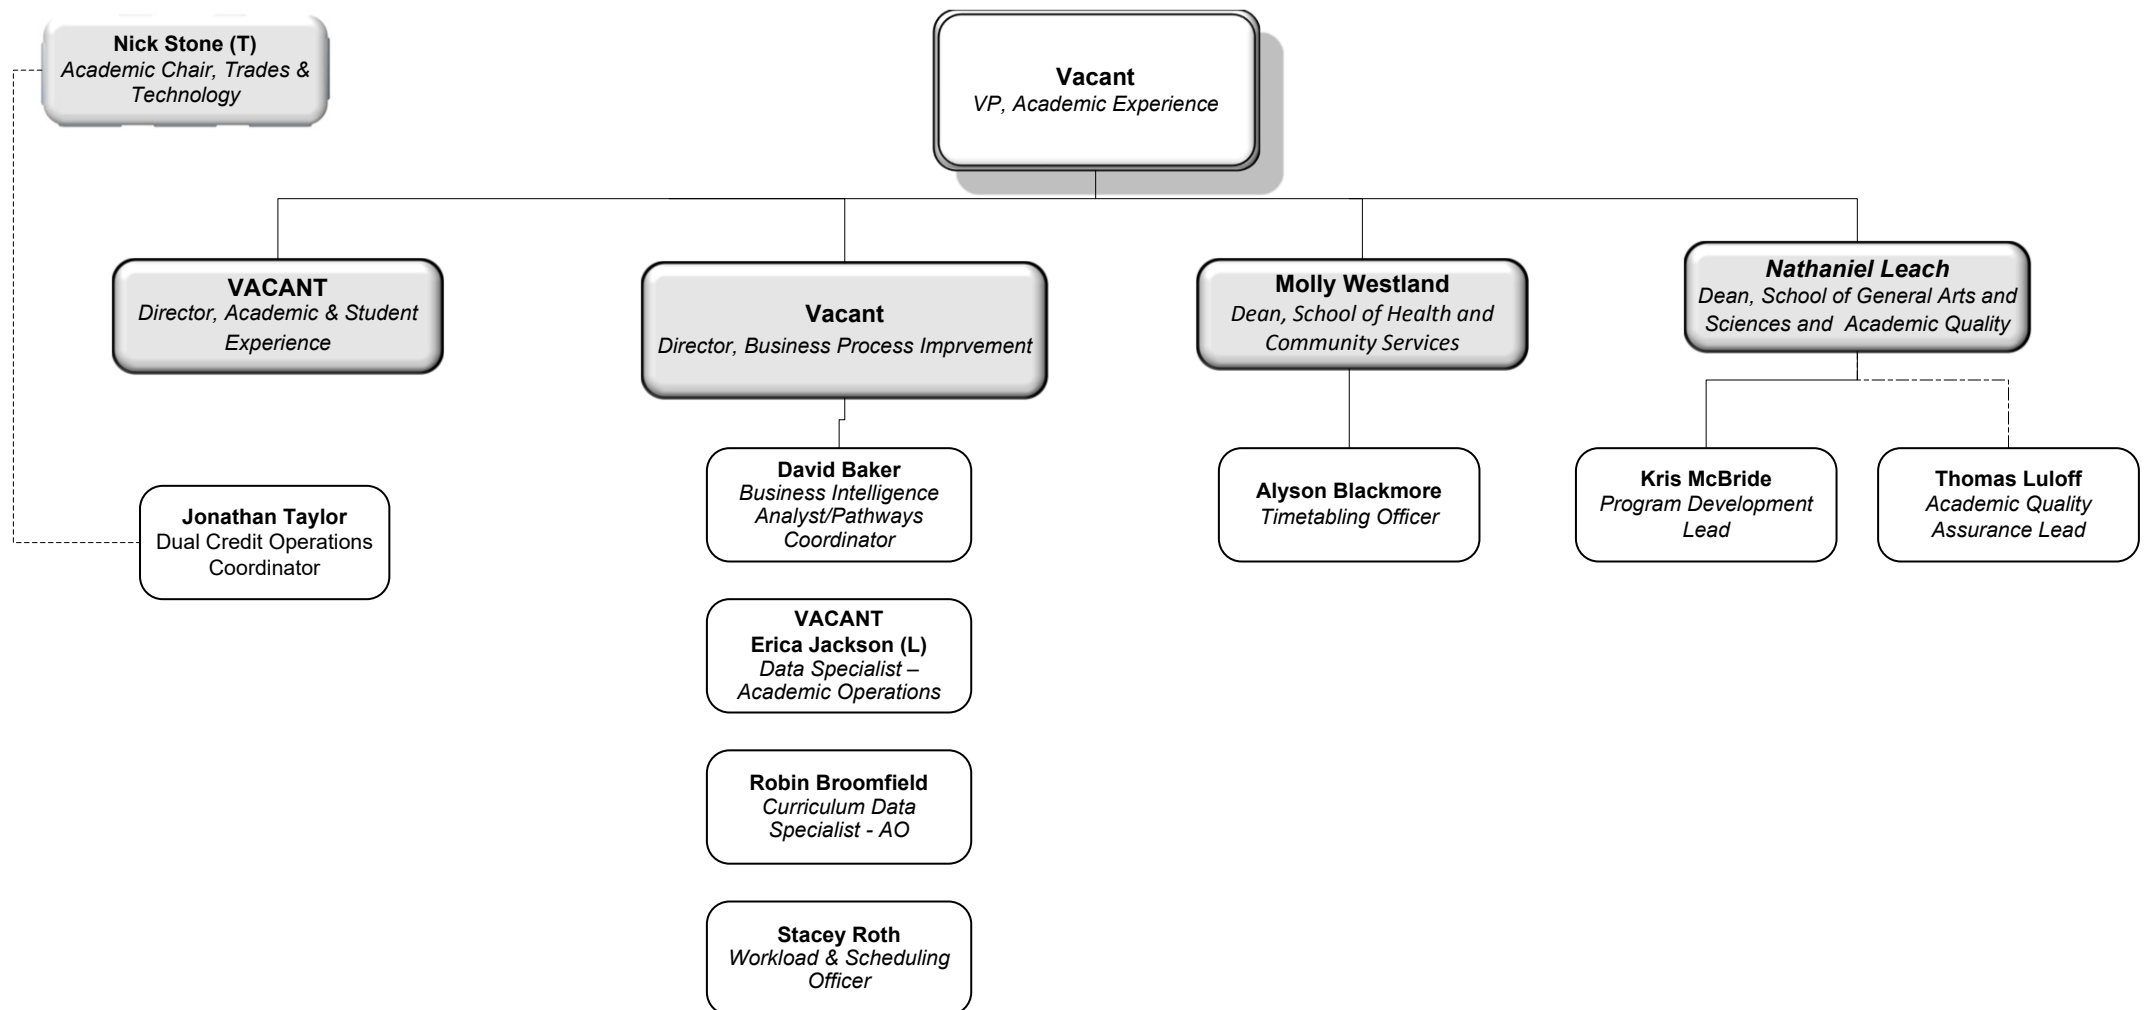 Nick Stone (T)
Academic Chair, Trades &
Technology
Vacant
VP, Academic Experience
VACANT
Director, Academic & Student
Experience
Vacant
Director, Business Process Imprvement
Molly Westland
Dean, School of Health and
Community Services
Nathaniel Leach
Dean, School of General Arts and
Sciences and Academic Quality
Jonathan Taylor
Dual Credit Operations
Coordinator
David Baker
Business Intelligence
Analyst/Pathways
Coordinator
Alyson Blackmore
Timetabling Officer
Kris McBride
Program Development
Lead
Thomas Luloff
Academic Quality
Assurance Lead
VACANT
Erica Jackson (L)
Data Specialist –
Academic Operations
Robin Broomfield
Curriculum Data
Specialist - AO
Stacey Roth
Workload & Scheduling
Officer